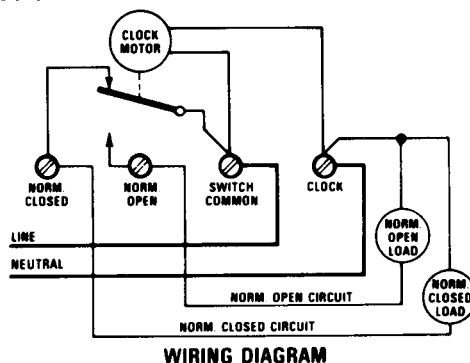 CLOCK
MOTOR
NORM.
CLOSED
NORM.
OPEN
SWITCH
COMMON
CLOCK
LINE
NEUTRAL
NORM.
OPEN
LOAD
NORM.
CLOSED
LOAD
NORM. OPEN CIRCUIT
NORM. CLOSED CIRCUIT
WIRING DIAGRAM